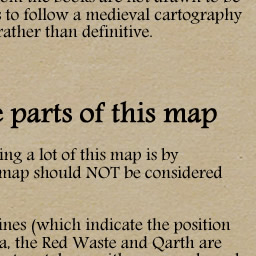 to follow a medieval cartography
rather than definitive.
parts of this map
ing a lot of this map is by
map should NOT be considered
ines (which indicate the position
a, the Red Waste and Qarth are